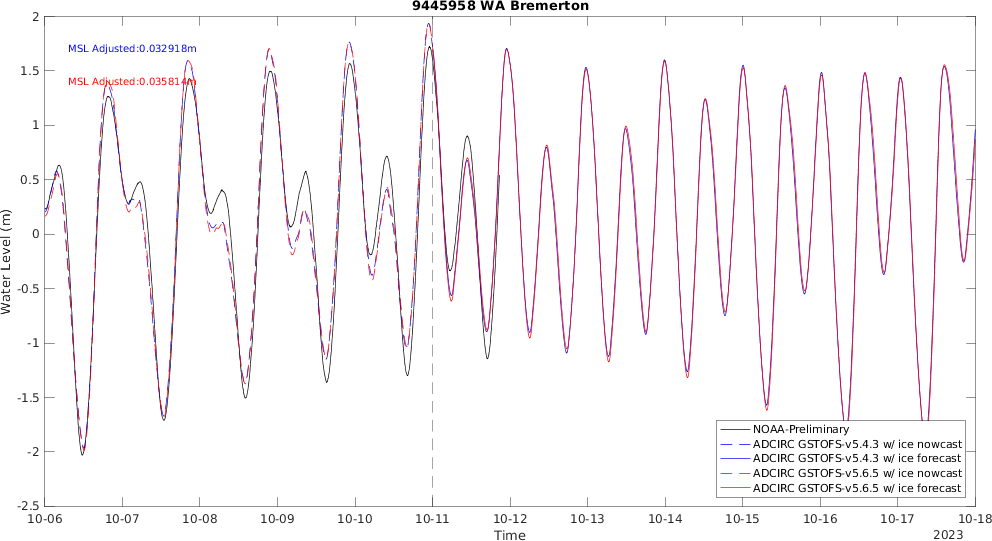 9445958 WA Bremerton
MSL Adjusted:0.032918m
MSL Adjusted:0.035814m
Water Level (m)
2
1.5
1
0.5
0
-0.5
-1
-1.5
-2
-2.5
NOAA-Preliminary
ADCIRC GSTOFS-v5.4.3 w/ ice nowcast
ADCIRC GSTOFS-v5.4.3 w/ ice forecast
ADCIRC GSTOFS-v5.6.5 w/ ice nowcast
ADCIRC GSTOFS-v5.6.5 w/ ice forecast
10-06 10-07 10-08 10-09 10-10 10-11 10-12 10-13 10-14 10-15 10-16 10-17 10-18
Time
2023